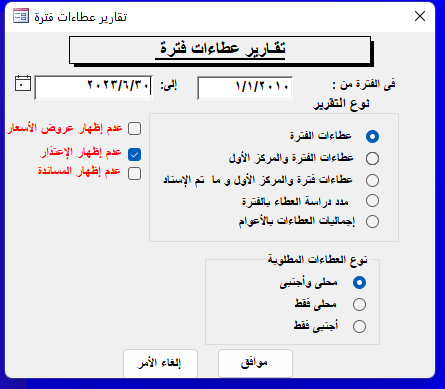 تقارير عطاءات فترة
تقـارير عطاءات فترة
فى الفترة من : ١/١/٢٠١٠ إلى: ٢٠٢٣/٦/٣٠
نوع التقرير
عطاءات الفترة
عطاءات الفترة والمركز الأول
عطاءات فترة والمركز الأول و ما تم الإسناد
مدد دراسة العطاء بالفترة
إجماليات العطاءات بالأعوام
عدم إظهار عروض الأسعار
عدم إظهار الإعتذار
عدم إظهار المساندة
نوع العطاءات المطلوبة
محلى وأجنبى
محلى فقط
أجنبى فقط
موافق
إلغاء الأمر